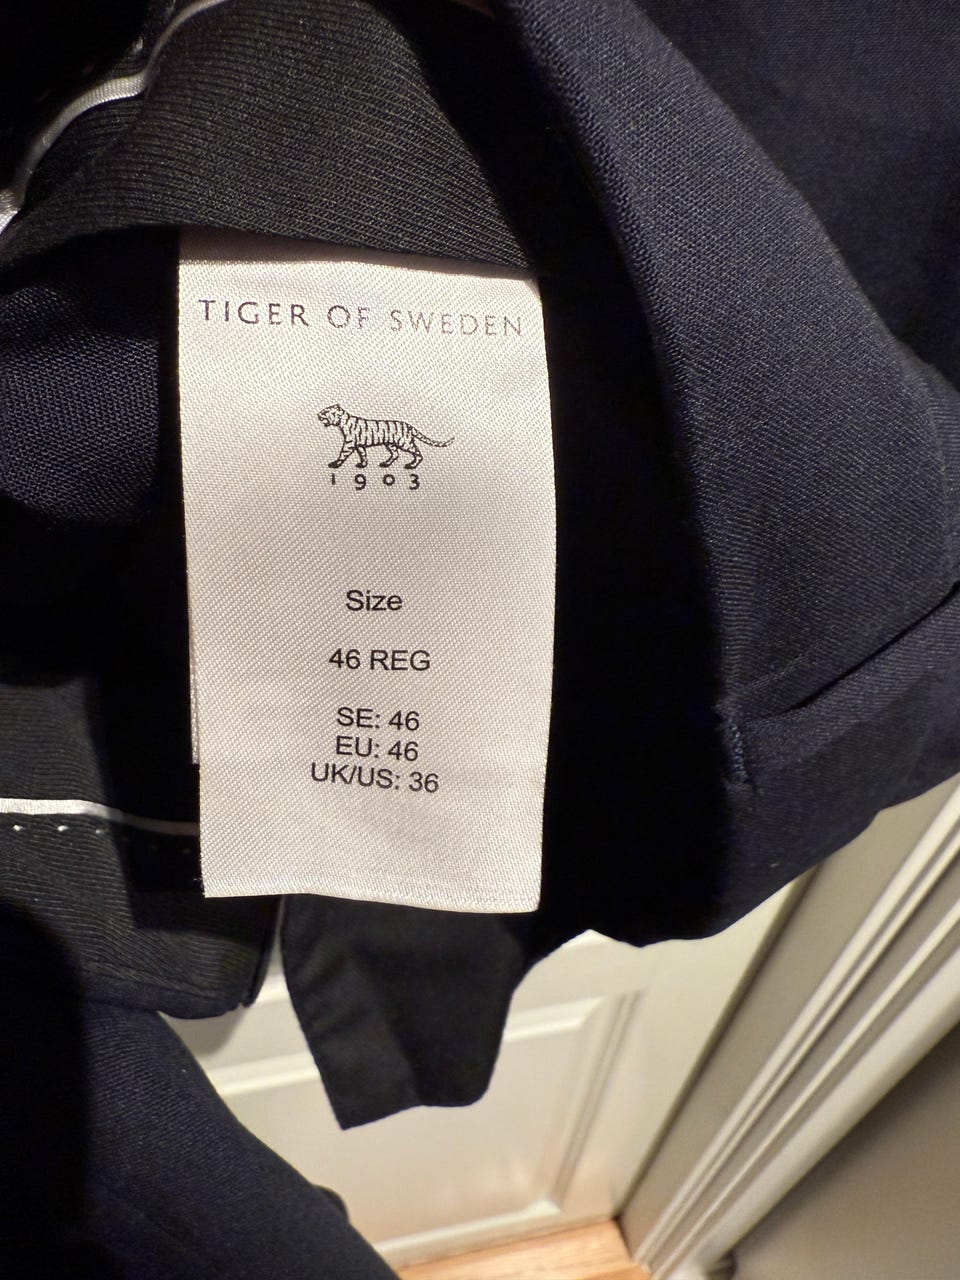 TIGER OF SWEDEN
1903
Size
46 REG
SE: 46
EU: 46
UK/US: 36